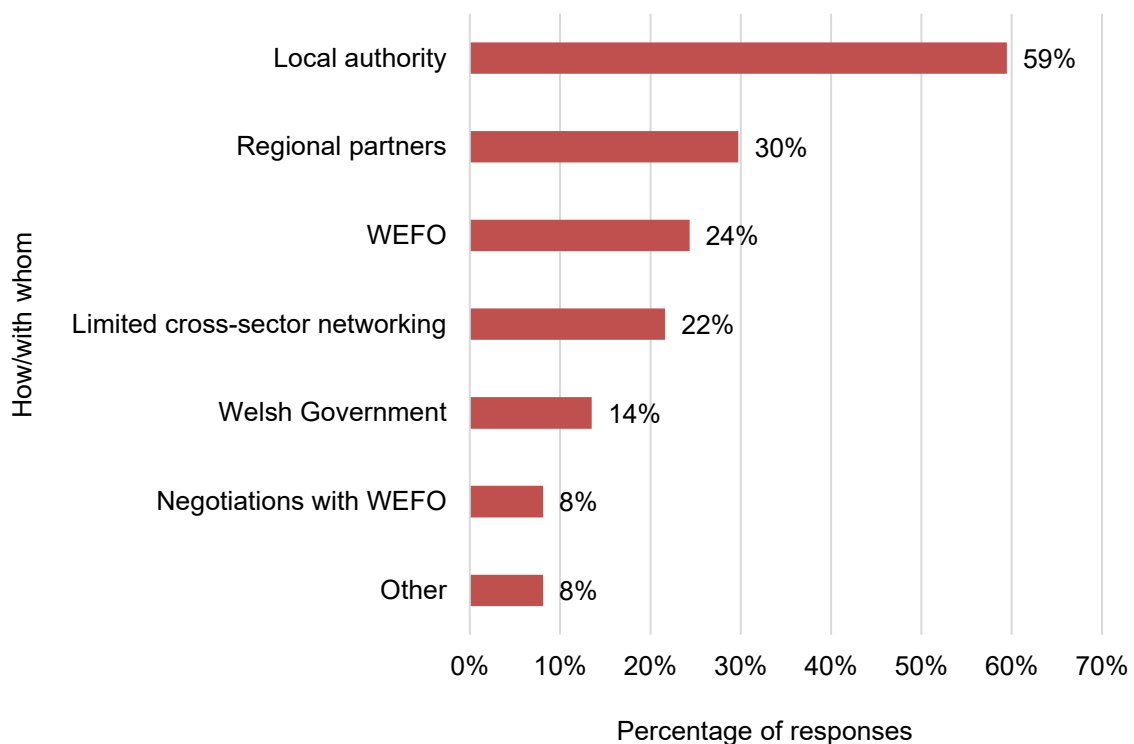 Local authority
59%
Regional partners
30%
WEFO
24%
Limited cross-sector networking
22%
Welsh Government
14%
Negotiations with WEFO
8%
Other
8%
How/with whom
0% 10% 20% 30% 40% 50% 60% 70%
Percentage of responses